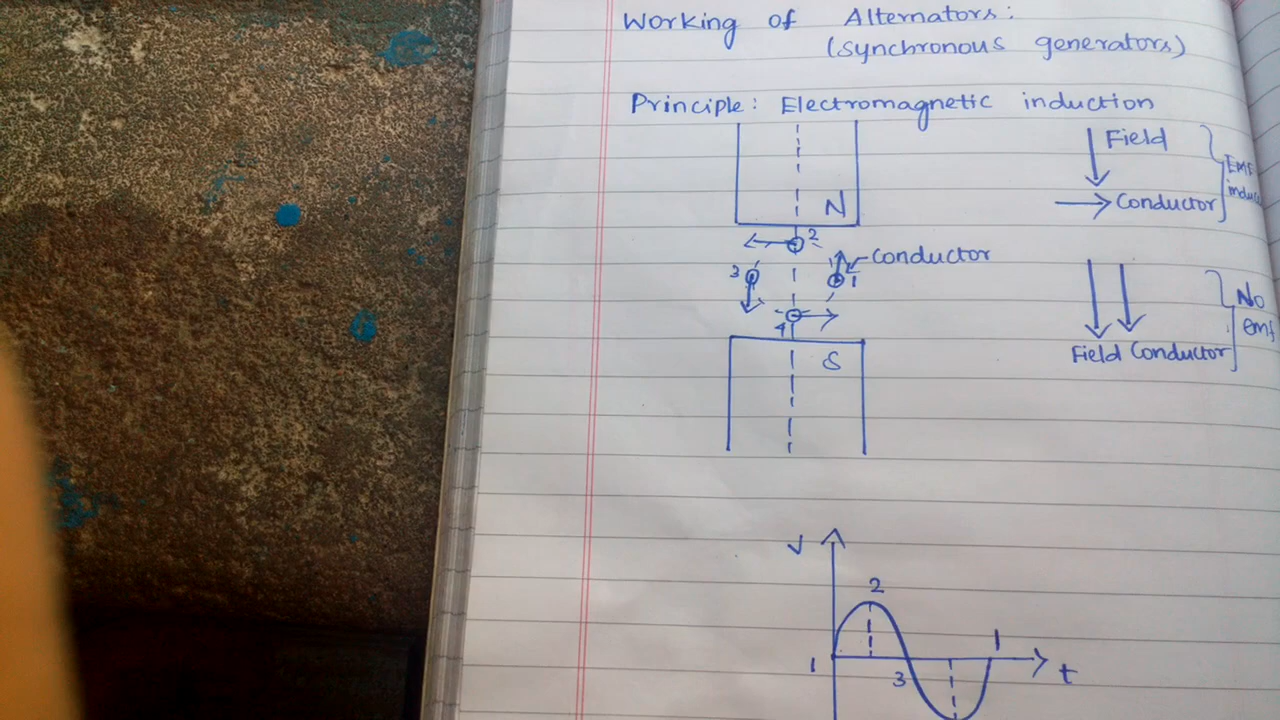 Working of Alternators:
(synchronous generators)
Principle: Electromagnetic induction
Field
Conductor
EMF
N
2
Conductor
3
1
4
S
No
emf
Field Conductor
V
2
1
1
3
t